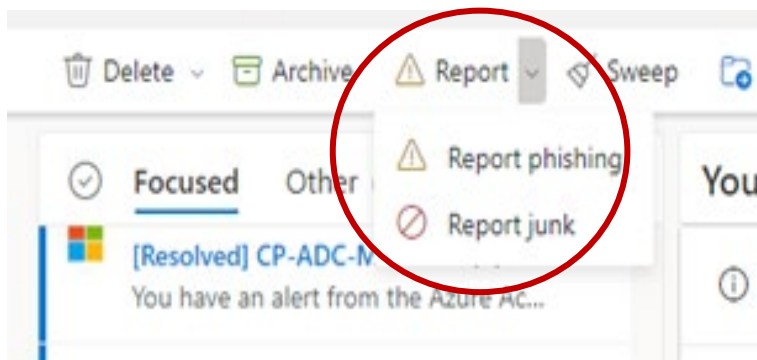 Delete Archive Report Sweep
Report phishing
Focused Other You
Report junk
[Resolved] CP-ADC-M
You have an alert from the Azure Ac...